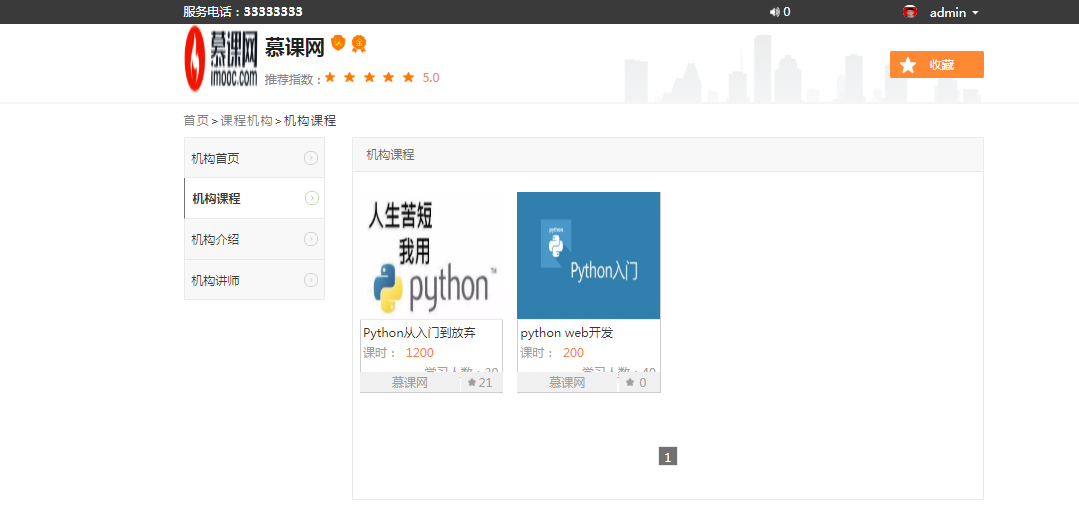 服务电话：33333333
0
admin
慕课网
imooc.com
慕课网
认
金
推荐指数：
5.0
收藏
首页>课程机构>机构课程
机构首页
机构课程
机构介绍
机构讲师
机构课程
人生苦短
我用
python™
Python从入门到放弃
课时： 1200
学习人数：20
慕课网
21
python
Python入门
python web开发
课时： 200
学习人数：40
慕课网
0
1